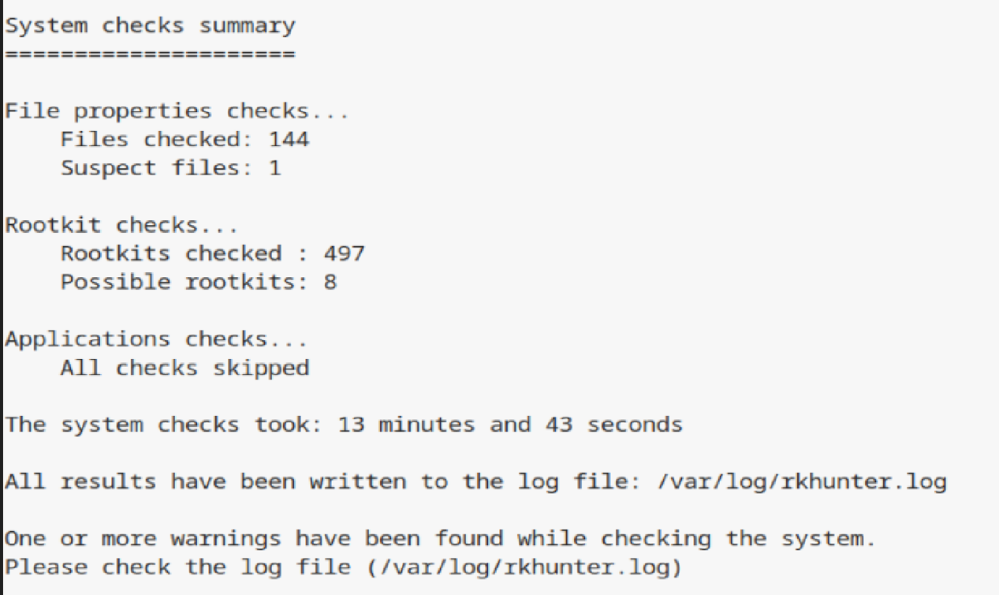 System checks summary
=====================
File properties checks...
Files checked: 144
Suspect files: 1
Rootkit checks...
Rootkits checked : 497
Possible rootkits: 8
Applications checks...
All checks skipped
The system checks took: 13 minutes and 43 seconds
All results have been written to the log file: /var/log/rkhunter.log
One or more warnings have been found while checking the system.
Please check the log file (/var/log/rkhunter.log)